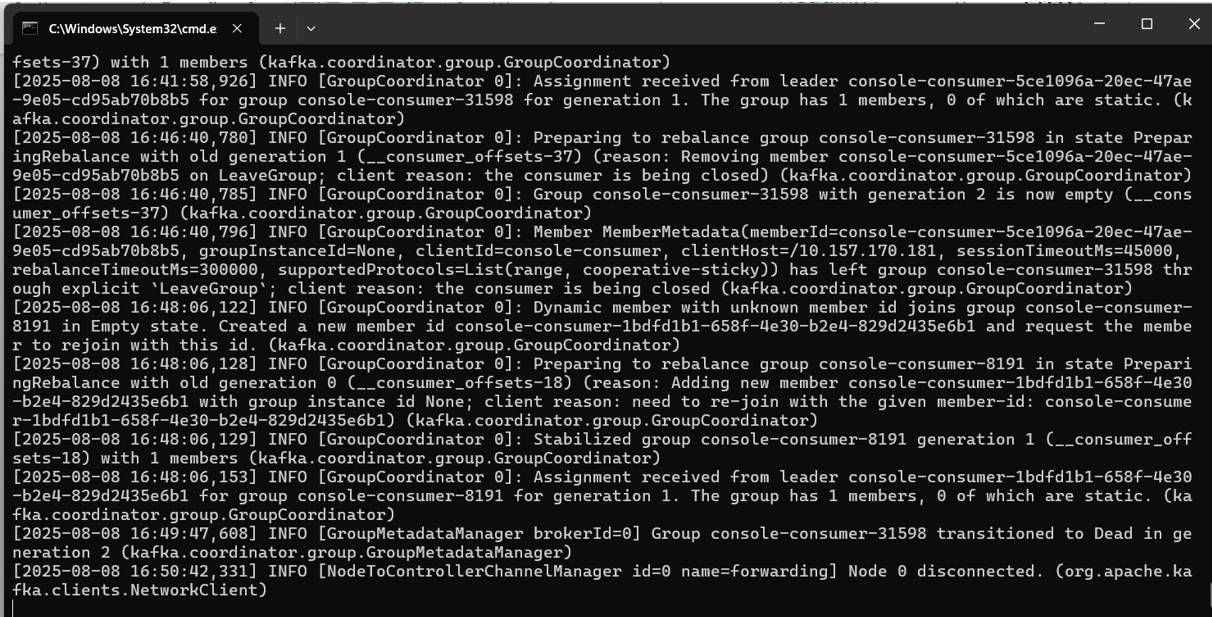 C:\Windows\System32\cmd.e
fsets-37) with 1 members (kafka.coordinator.group.GroupCoordinator)
[2025-08-08 16:41:58,926] INFO [GroupCoordinator 0]: Assignment received from leader console-consumer-5ce1096a-20ec-47ae
-9e05-cd95ab70b8b5 for group console-consumer-31598 for generation 1. The group has 1 members, 0 of which are static. (k
afka.coordinator.group.GroupCoordinator)
[2025-08-08 16:46:40,780] INFO [GroupCoordinator 0]: Preparing to rebalance group console-consumer-31598 in state Prepar
ingRebalance with old generation 1 (__consumer_offsets-37) (reason: Removing member console-consumer-5ce1096a-20ec-47ae-
9e05-cd95ab70b8b5 on LeaveGroup; client reason: the consumer is being closed) (kafka.coordinator.group.GroupCoordinator)
[2025-08-08 16:46:40,785] INFO [GroupCoordinator 0]: Group console-consumer-31598 with generation 2 is now empty (__cons
umer_offsets-37) (kafka.coordinator.group.GroupCoordinator)
[2025-08-08 16:46:40,796] INFO [GroupCoordinator 0]: Member MemberMetadata(memberId=console-consumer-5ce1096a-20ec-47ae-
9e05-cd95ab70b8b5, groupInstanceId=None, clientId=console-consumer, clientHost=/10.157.170.181, sessionTimeoutMs=45000,
rebalanceTimeoutMs=300000, supportedProtocols=List(range, cooperative-sticky)) has left group console-consumer-31598 thr
ough explicit `LeaveGroup`; client reason: the consumer is being closed (kafka.coordinator.group.GroupCoordinator)
[2025-08-08 16:48:06,122] INFO [GroupCoordinator 0]: Dynamic member with unknown member id joins group console-consumer-
8191 in Empty state. Created a new member id console-consumer-1bdfd1b1-658f-4e30-b2e4-829d2435e6b1 and request the membe
r to rejoin with this id. (kafka.coordinator.group.GroupCoordinator)
[2025-08-08 16:48:06,128] INFO [GroupCoordinator 0]: Preparing to rebalance group console-consumer-8191 in state Prepari
ngRebalance with old generation 0 (__consumer_offsets-18) (reason: Adding new member console-consumer-1bdfd1b1-658f-4e30
-b2e4-829d2435e6b1 with group instance id None; client reason: need to re-join with the given member-id: console-consume
r-1bdfd1b1-658f-4e30-b2e4-829d2435e6b1) (kafka.coordinator.group.GroupCoordinator)
[2025-08-08 16:48:06,129] INFO [GroupCoordinator 0]: Stabilized group console-consumer-8191 generation 1 (__consumer_off
sets-18) with 1 members (kafka.coordinator.group.GroupCoordinator)
[2025-08-08 16:48:06,153] INFO [GroupCoordinator 0]: Assignment received from leader console-consumer-1bdfd1b1-658f-4e30
-b2e4-829d2435e6b1 for group console-consumer-8191 for generation 1. The group has 1 members, 0 of which are static. (ka
fka.coordinator.group.GroupCoordinator)
[2025-08-08 16:49:47,608] INFO [GroupMetadataManager brokerId=0] Group console-consumer-31598 transitioned to Dead in ge
neration 2 (kafka.coordinator.group.GroupMetadataManager)
[2025-08-08 16:50:42,331] INFO [NodeToControllerChannelManager id=0 name=forwarding] Node 0 disconnected. (org.apache.ka
fka.clients.NetworkClient)